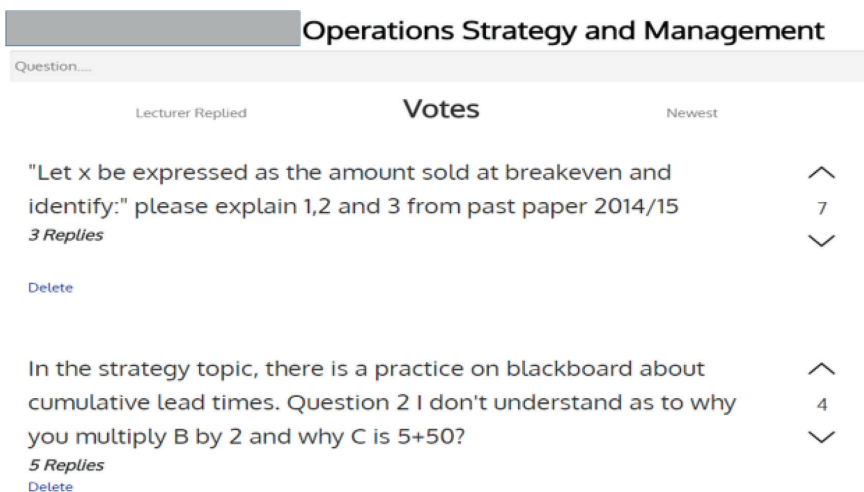 Operations Strategy and Management
Question....
Lecturer Replied Votes Newest
"Let x be expressed as the amount sold at breakeven and
identify:" please explain 1,2 and 3 from past paper 2014/15
7
3 Replies
Delete
In the strategy topic, there is a practice on blackboard about
cumulative lead times. Question 2 I don't understand as to why
4
you multiply B by 2 and why C is 5+50?
5 Replies
Delete